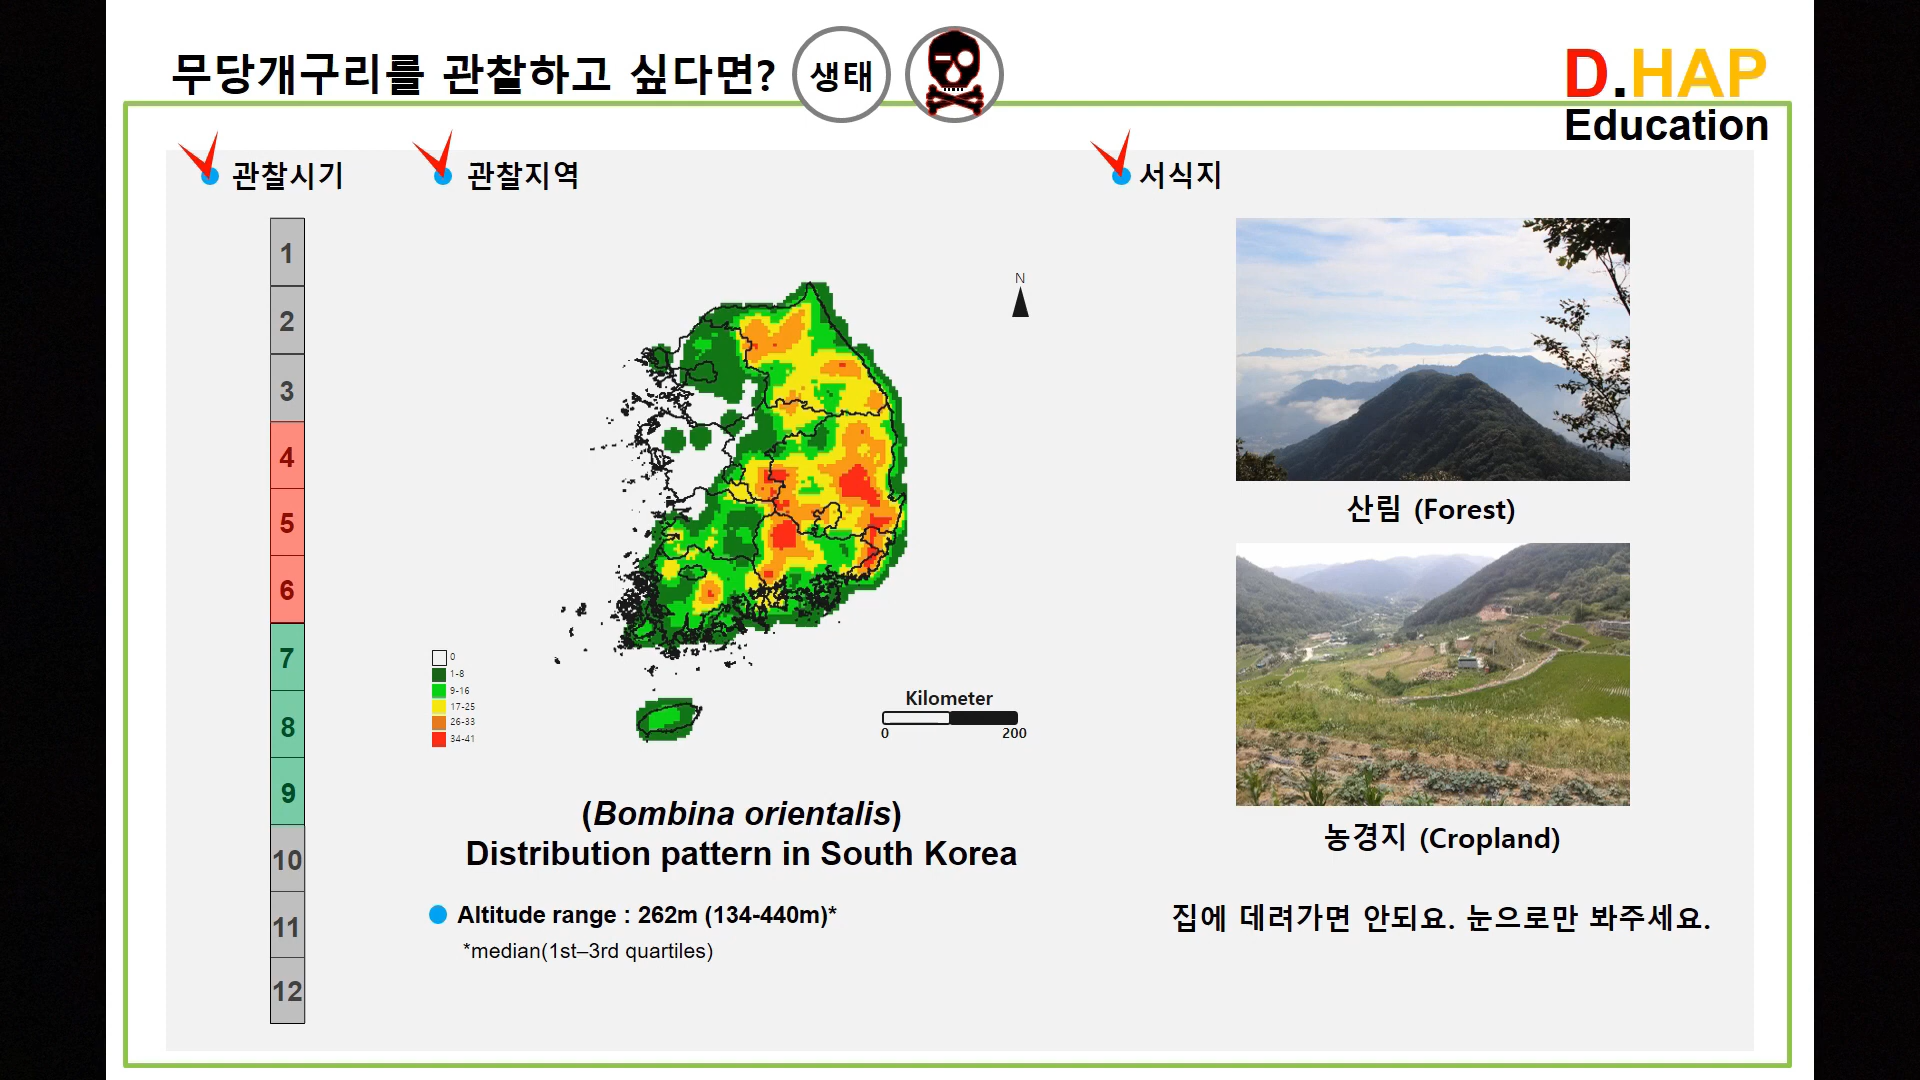 무당개구리를 관찰하고 싶다면?
생태
D.HAP
Education
관찰시기
관찰지역
서식지
1
2
3
4
5
6
7
8
9
10
11
12
N
0
1-8
9-16
17-25
26-33
34-41
Kilometer
0 200
(Bombina orientalis)
Distribution pattern in South Korea
Altitude range : 262m (134-440m)*
*median(1st–3rd quartiles)
산림 (Forest)
농경지 (Cropland)
집에 데려가면 안되요. 눈으로만 봐주세요.